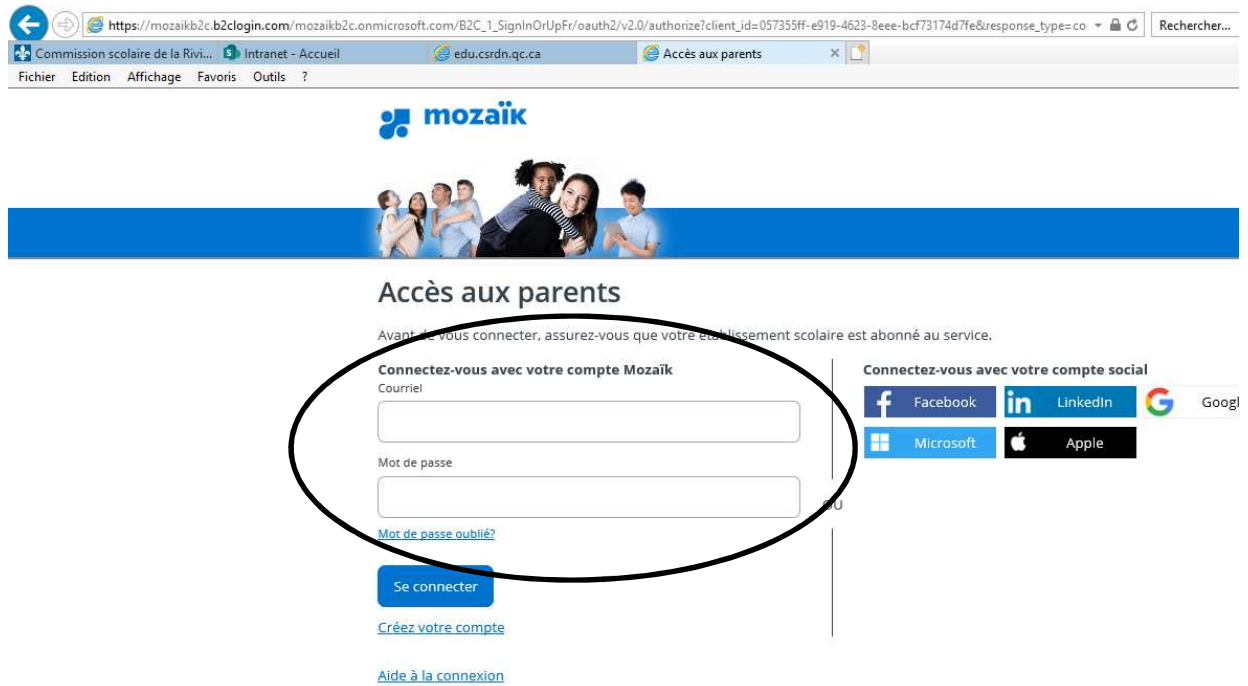 https://mozaikb2c.b2clogin.com/mozaikb2c.onmicrosoft.com/B2C_1_SignInOrUpFr/oauth2/v2.0/authorize?client_id=057355ff-e919-4623-8eee-bcf73174d7fe&response_type=co Rechercher...
Commission scolaire de la Rivi... Intranet - Accueil edu.csrdn.qc.ca Accès aux parents
Fichier Edition Affichage Favoris Outils ?
mozaïk
Accès aux parents
Avant de vous connecter, assurez-vous que votre établissement scolaire est abonné au service.
Connectez-vous avec votre compte Mozaïk
Courriel
Mot de passe
Mot de passe oublié?
Se connecter
Créez votre compte
Aide à la connexion
OU
Connectez-vous avec votre compte social
Facebook LinkedIn Googl
Microsoft Apple